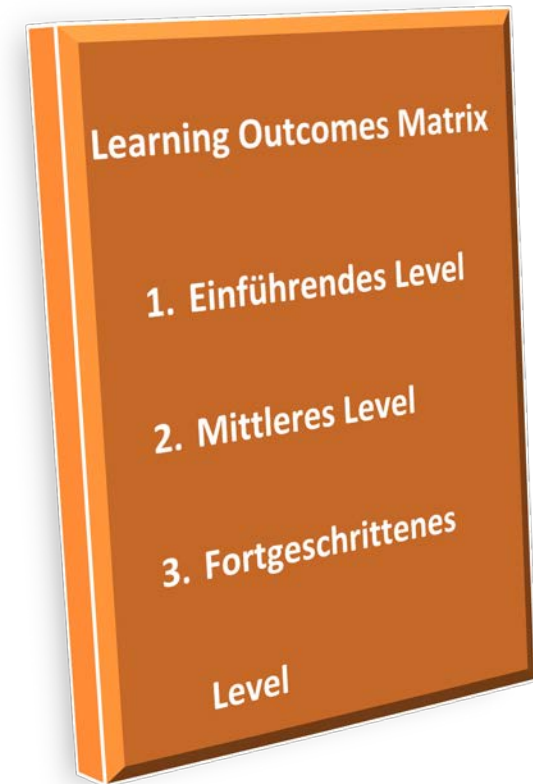 Learning Outcomes Matrix
1. Einführendes Level
2. Mittleres Level
3. Fortgeschrittenes
Level